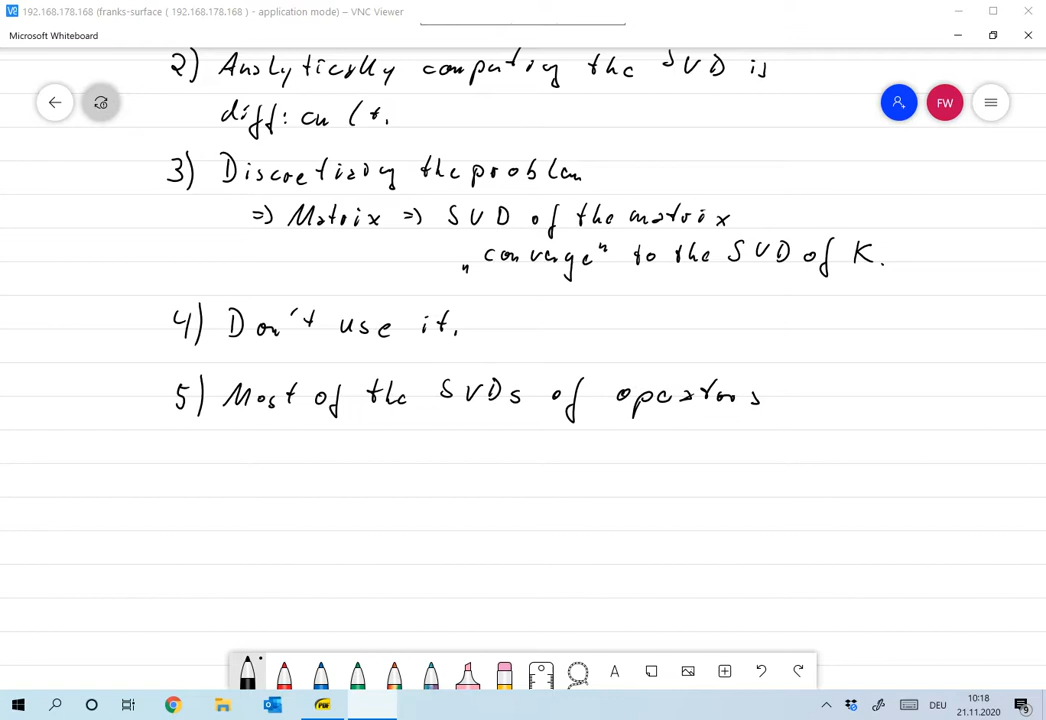 192.168.178.168 (franks-surface ( 192.168.178.168 ) - application mode) – VNC Viewer
Microsoft Whiteboard
2) Analytically computing the SVD is
difficult.
FW
3) Discretizing the problem
=> Matrix => SVD of the matrix
"converge" to the SVD of K.
4) Don't use it.
5) Most of the SVDs of operators
A
DEU
10:18
21.11.2020
9